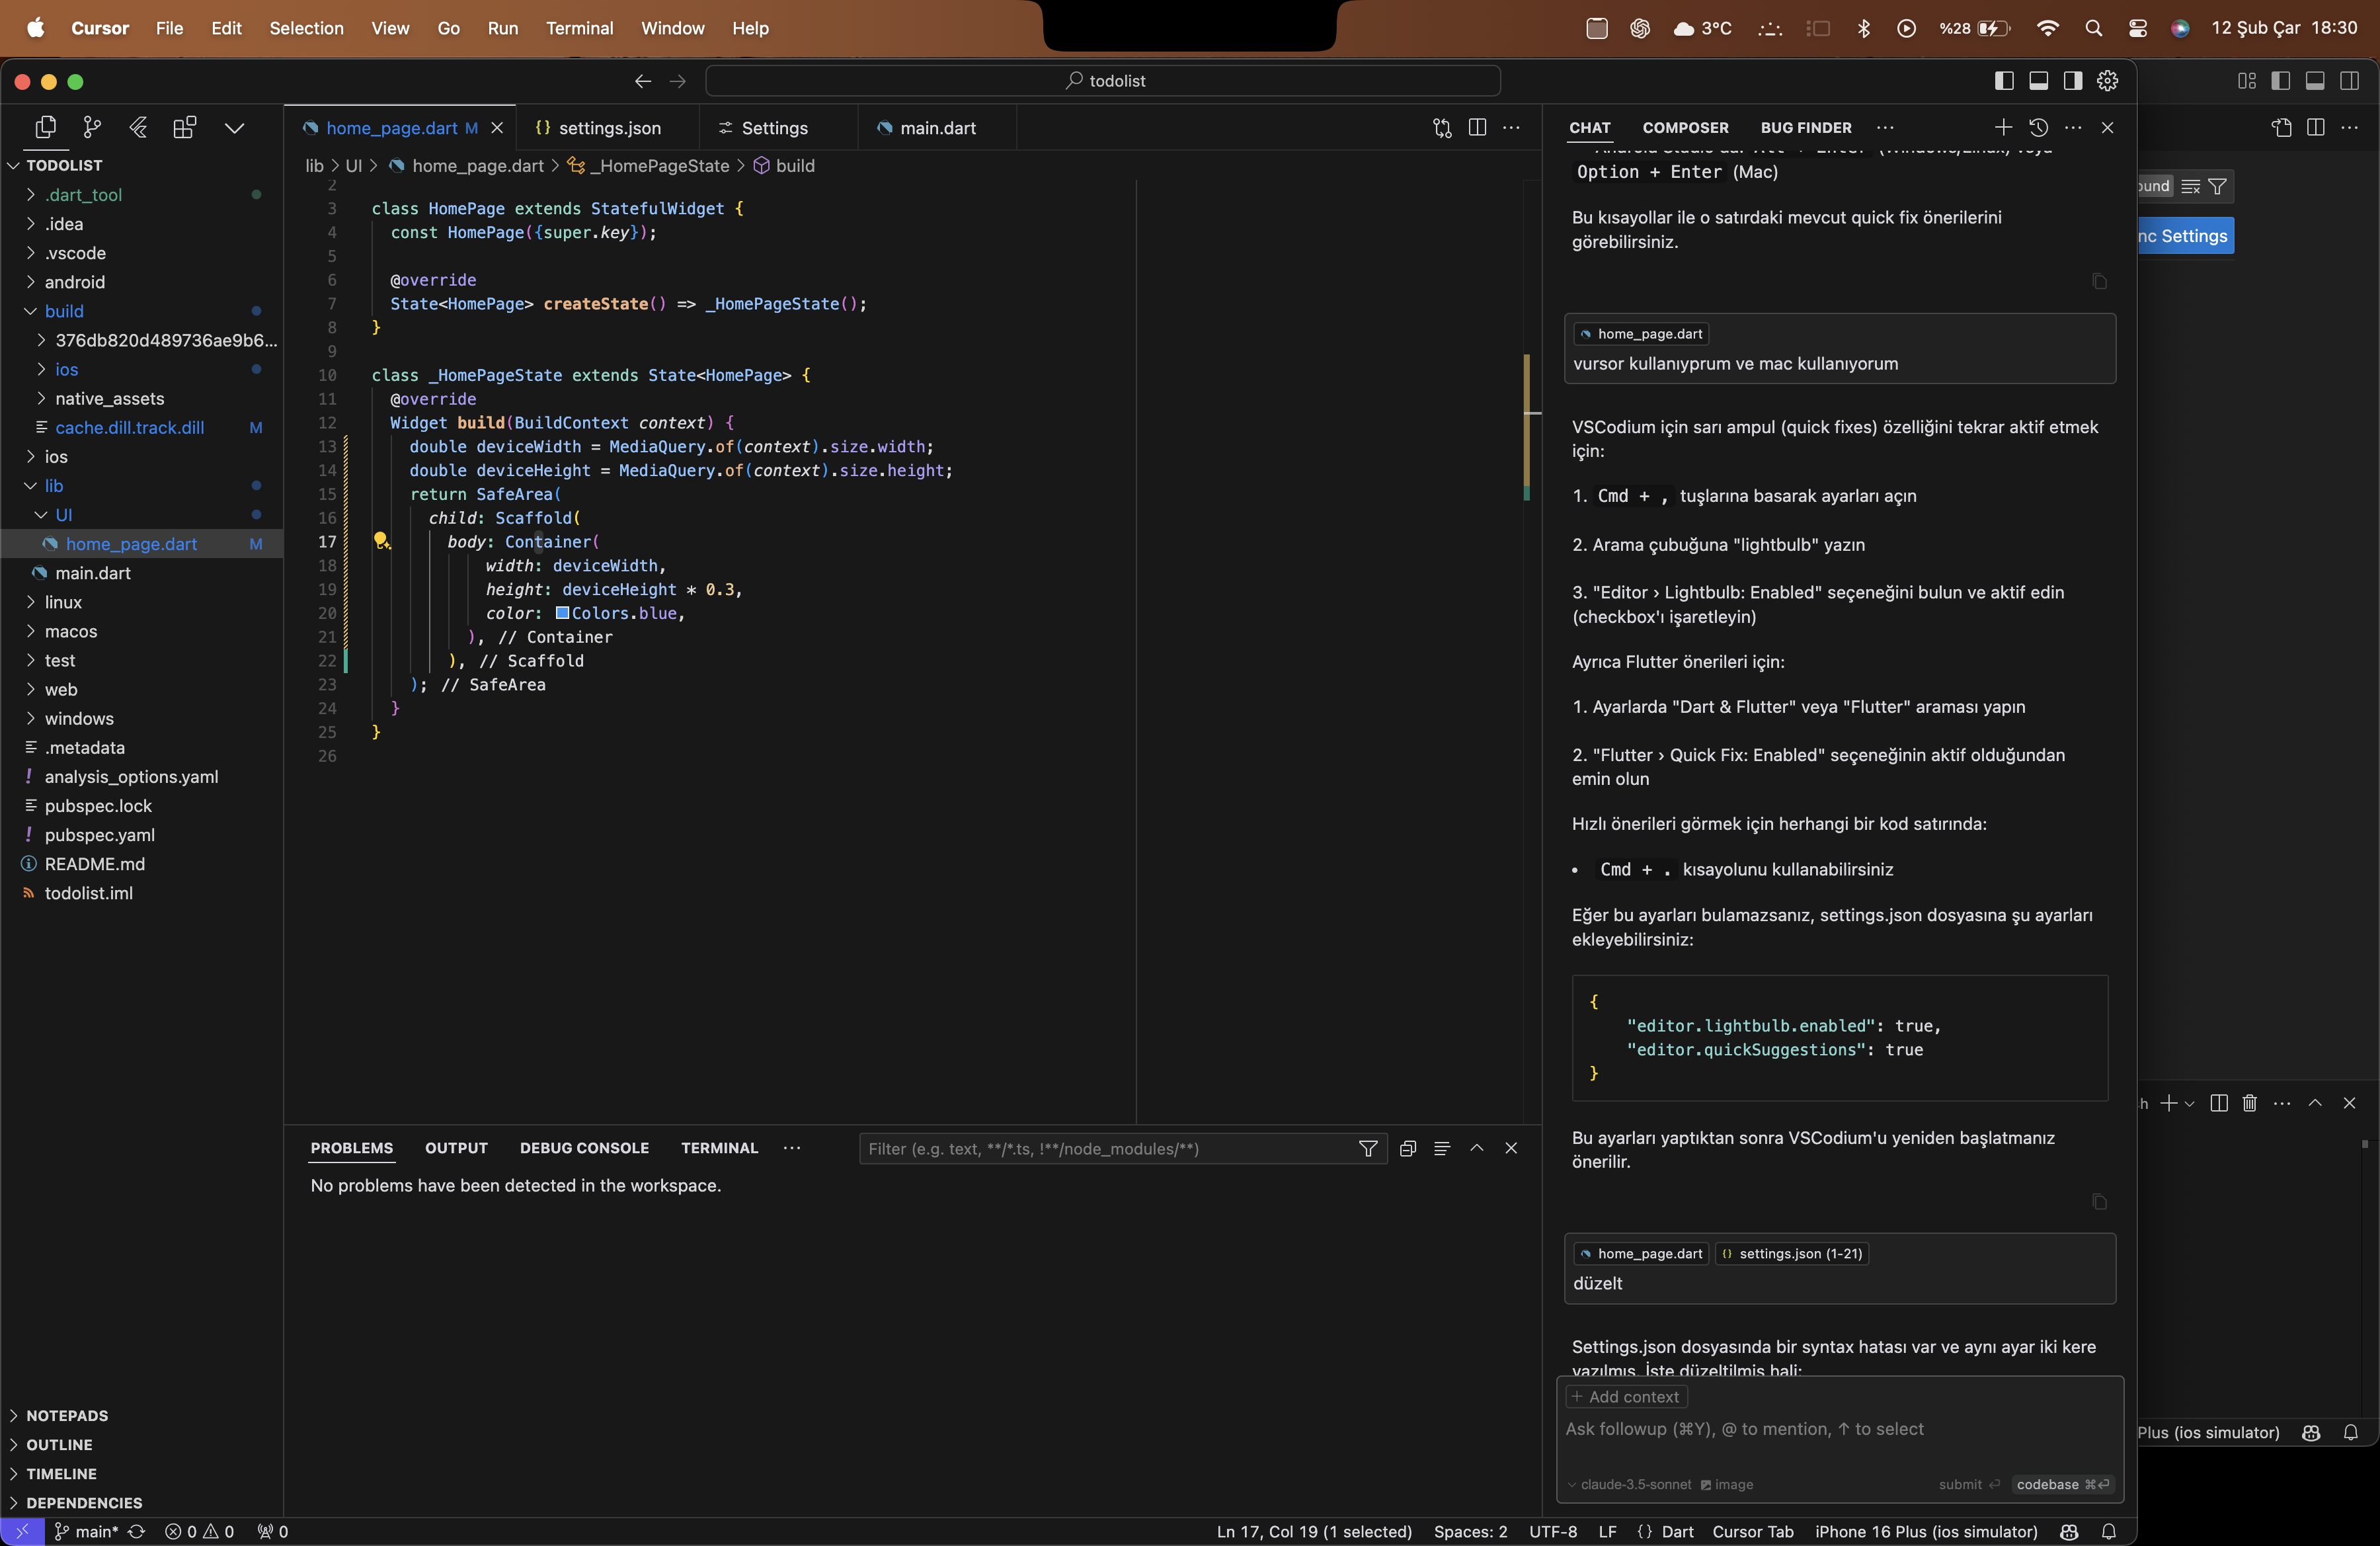 Cursor File Edit Selection View Go Run Terminal Window Help
3°C %28 12 Şub Çar 18:30
todolist
home_page.dart M
settings.json
Settings
main.dart
TODOLIST
.dart_tool
.idea
.vscode
android
build
376db820d489736ae9b6...
ios
native_assets
cache.dill.track.dill M
ios
lib
UI
home_page.dart M
main.dart
linux
macos
test
web
windows
.metadata
analysis_options.yaml
pubspec.lock
pubspec.yaml
README.md
todolist.iml
NOTEPADS
OUTLINE
TIMELINE
DEPENDENCIES
lib > UI > home_page.dart > _HomePageState > build
2
3 class HomePage extends StatefulWidget {
4 const HomePage({super.key});
5
6 @override
7 State<HomePage> createState() => _HomePageState();
8 }
9
10 class _HomePageState extends State<HomePage> {
11 @override
12 Widget build(BuildContext context) {
13 double deviceWidth = MediaQuery.of(context).size.width;
14 double deviceHeight = MediaQuery.of(context).size.height;
15 return SafeArea(
16 child: Scaffold(
17 body: Container(
18 width: deviceWidth,
19 height: deviceHeight * 0.3,
20 color: Colors.blue,
21 ), // Container
22 ), // Scaffold
23 ); // SafeArea
24 }
25 }
26
PROBLEMS OUTPUT DEBUG CONSOLE TERMINAL
Filter (e.g. text, **/*.ts, !**/node_modules/**)
No problems have been detected in the workspace.
CHAT COMPOSER BUG FINDER
Option + Enter (Mac)
Bu kısayollar ile o satırdaki mevcut quick fix önerilerini
görebilirsiniz.
home_page.dart
vursor kullanıyprum ve mac kullanıyorum
VSCodium için sarı ampul (quick fixes) özelliğini tekrar aktif etmek
için:
1. Cmd + , tuşlarına basarak ayarları açın
2. Arama çubuğuna "lightbulb" yazın
3. "Editor › Lightbulb: Enabled" seçeneğini bulun ve aktif edin
(checkbox'ı işaretleyin)
Ayrıca Flutter önerileri için:
1. Ayarlarda "Dart & Flutter" veya "Flutter" araması yapın
2. "Flutter › Quick Fix: Enabled" seçeneğinin aktif olduğundan
emin olun
Hızlı önerileri görmek için herhangi bir kod satırında:
• Cmd + . kısayolunu kullanabilirsiniz
Eğer bu ayarları bulamazsanız, settings.json dosyasına şu ayarları
ekleyebilirsiniz:
{
"editor.lightbulb.enabled": true,
"editor.quickSuggestions": true
}
Bu ayarları yaptıktan sonra VSCodium'u yeniden başlatmanız
önerilir.
home_page.dart settings.json (1-21)
düzelt
Settings.json dosyasında bir syntax hatası var ve aynı ayar iki kere
yazılmış. İşte düzeltilmiş hali:
+ Add context
Ask followup (⌘Y), @ to mention, ↑ to select
claude-3.5-sonnet image submit ⏎ codebase ⌘⏎
ound
nc Settings
h
Plus (ios simulator)
main* 0 0 0
Ln 17, Col 19 (1 selected) Spaces: 2 UTF-8 LF {} Dart Cursor Tab iPhone 16 Plus (ios simulator)